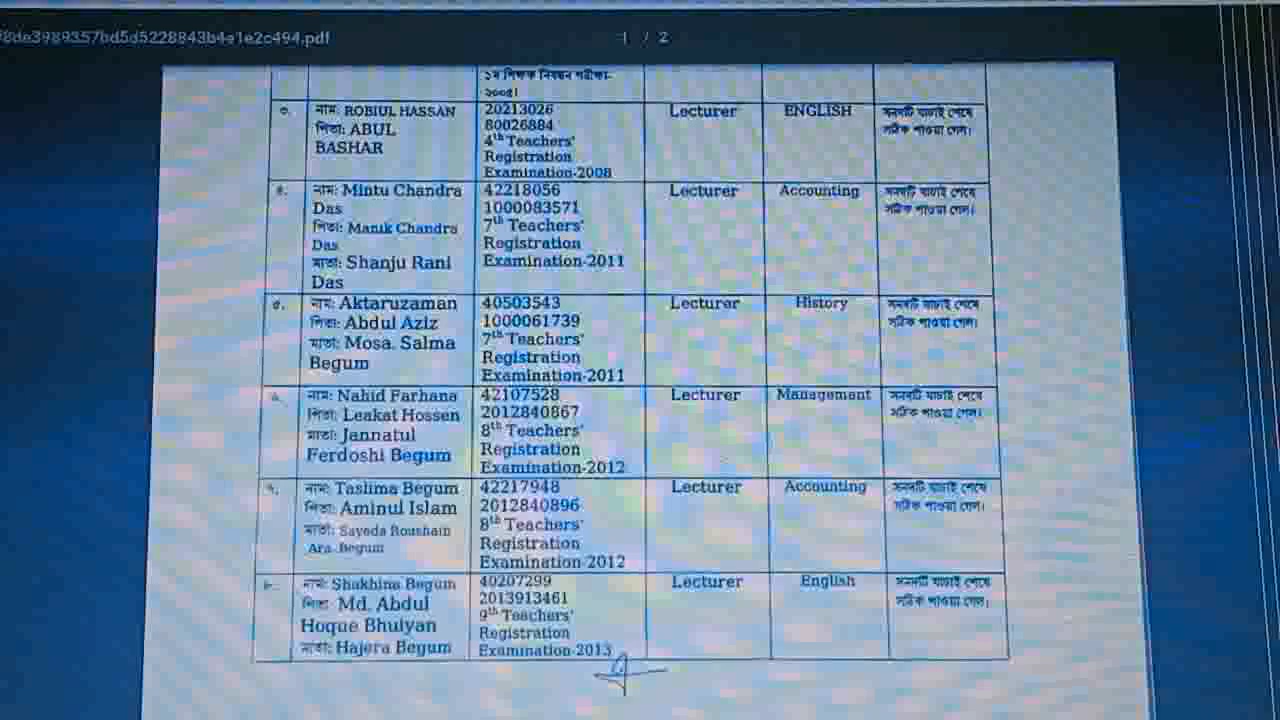 f8de3989357bd5d5228843b4e1e2c494.pdf
1 / 2
১ম শিক্ষক নিবন্ধন পরীক্ষা-
২০০৫।
৩.
নাম: ROBIUL HASSAN
পিতা: ABUL
BASHAR
20213026
80026884
4th Teachers'
Registration
Examination-2008
Lecturer
ENGLISH
সনদটি যাচাই শেষে
সঠিক পাওয়া গেল।
৪.
নাম: Mintu Chandra
Das
পিতা: Manik Chandra
Das
মাতা: Shanju Rani
Das
42218056
1000083571
7th Teachers'
Registration
Examination-2011
Lecturer
Accounting
সনদটি যাচাই শেষে
সঠিক পাওয়া গেল।
৫.
নাম: Aktaruzaman
পিতা: Abdul Aziz
মাতা: Mosa. Salma
Begum
40503543
1000061739
7th Teachers'
Registration
Examination-2011
Lecturer
History
সনদটি যাচাই শেষে
সঠিক পাওয়া গেল।
৬.
নাম: Nahid Farhana
পিতা: Leakat Hossen
মাতা: Jannatul
Ferdoshi Begum
42107528
2012840867
8th Teachers'
Registration
Examination-2012
Lecturer
Management
সনদটি যাচাই শেষে
সঠিক পাওয়া গেল।
৭.
নাম: Taslima Begum
পিতা: Aminul Islam
মাতা: Sayeda Roushain
Ara Begum
42217948
2012840896
8th Teachers'
Registration
Examination-2012
Lecturer
Accounting
সনদটি যাচাই শেষে
সঠিক পাওয়া গেল।
৮.
নাম: Shakhina Begum
পিতা: Md. Abdul
Hoque Bhuiyan
মাতা: Hajera Begum
40207299
2013913461
9th Teachers'
Registration
Examination-2013
Lecturer
English
সনদটি যাচাই শেষে
সঠিক পাওয়া গেল।